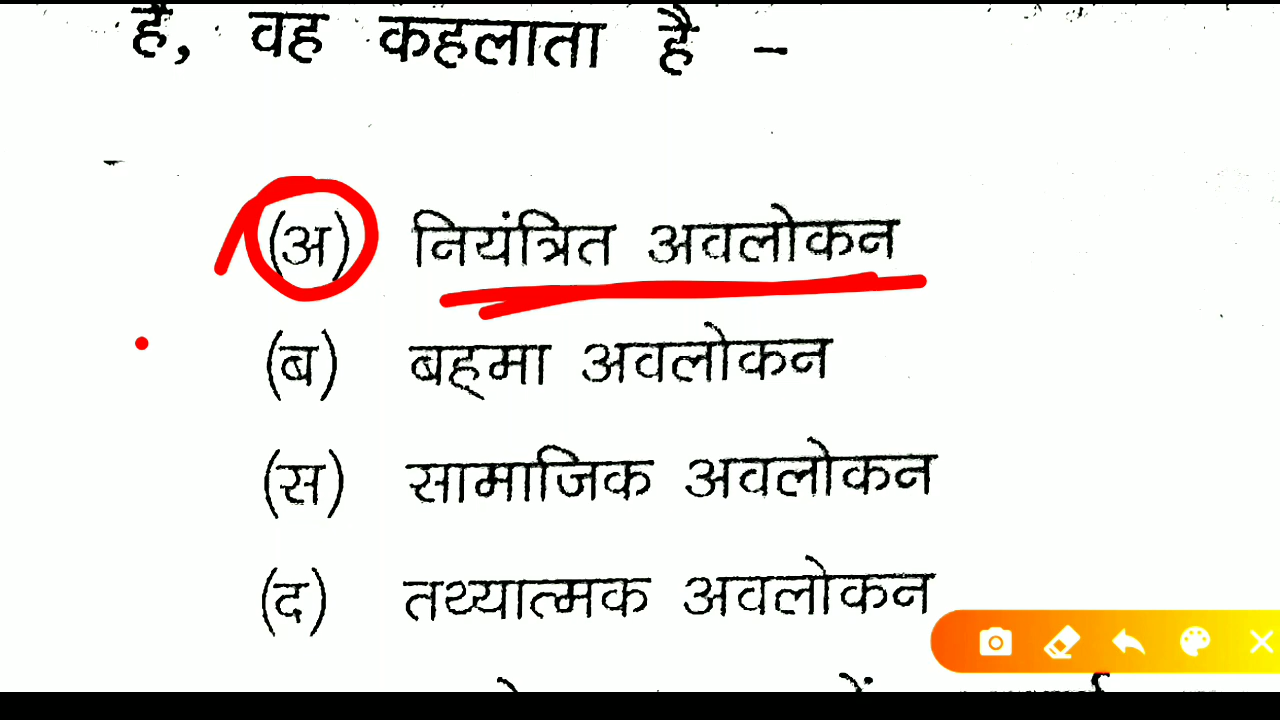 है, वह कहलाता है –
(अ) नियंत्रित अवलोकन
(ब) बह्मा अवलोकन
(स) सामाजिक अवलोकन
(द) तथ्यात्मक अवलोकन